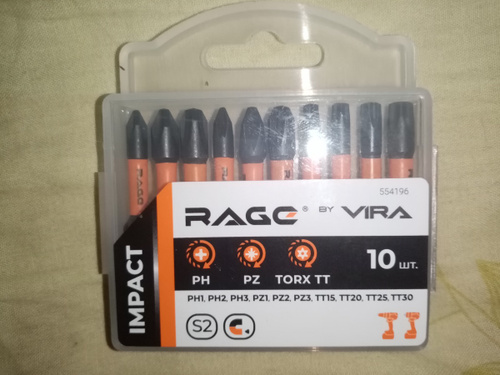 554196
RAGE® BY VIRA
IMPACT
PH PZ TORX TT
10 шт.
PH1, PH2, PH3, PZ1, PZ2, PZ3, TT15, TT20, TT25, TT30
S2